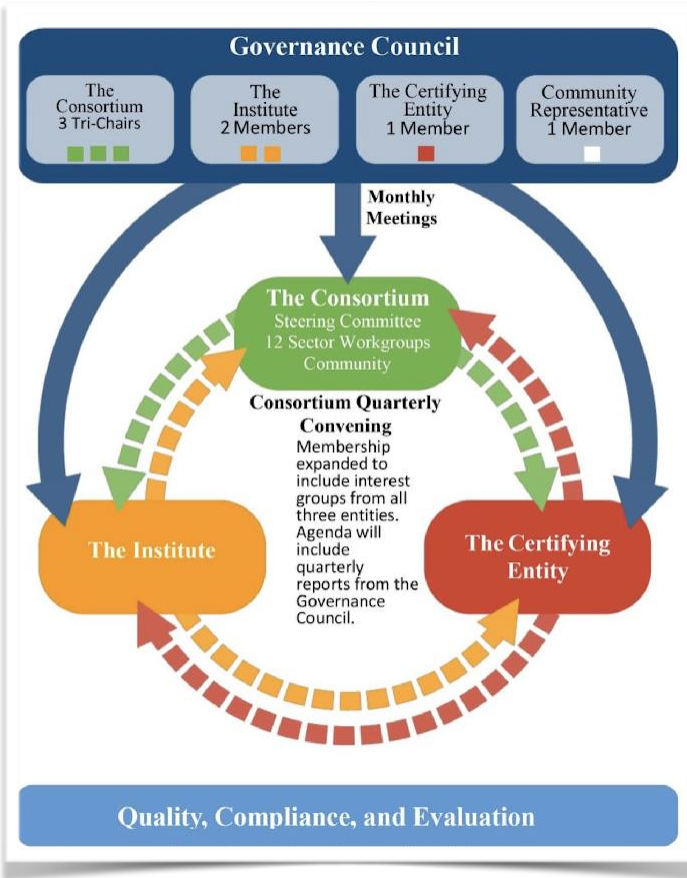 Governance Council
The
Consortium
3 Tri-Chairs
The
Institute
2 Members
The Certifying
Entity
1 Member
Community
Representative
1 Member
Monthly
Meetings
The Consortium
Steering Committee
12 Sector Workgroups
Community
Consortium Quarterly
Convening
Membership
expanded to
include interest
groups from all
three entities.
Agenda will
include
quarterly
reports from the
Governance
Council.
The Institute
The Certifying
Entity
Quality, Compliance, and Evaluation